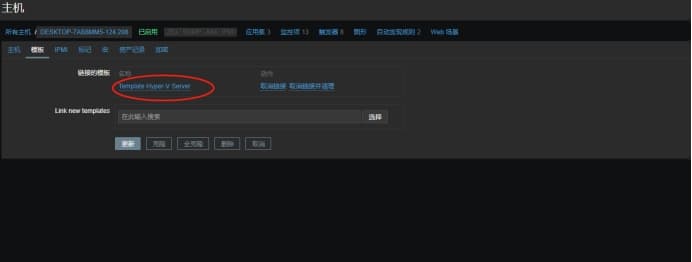 主机
所有主机 / DESKTOP-7A88MM5-124.208 已启用 ZBX SNMP JMX IPMI 应用集 3 监控项 13 触发器 8 图形 自动发现规则 2 Web 场景
主机 模板 IPMI 标记 宏 资产记录 加密
链接的模板 名称 动作
Template Hyper-V Server 取消链接 取消链接并清理
Link new templates 在此输入搜索 选择
更新 克隆 全克隆 删除 取消